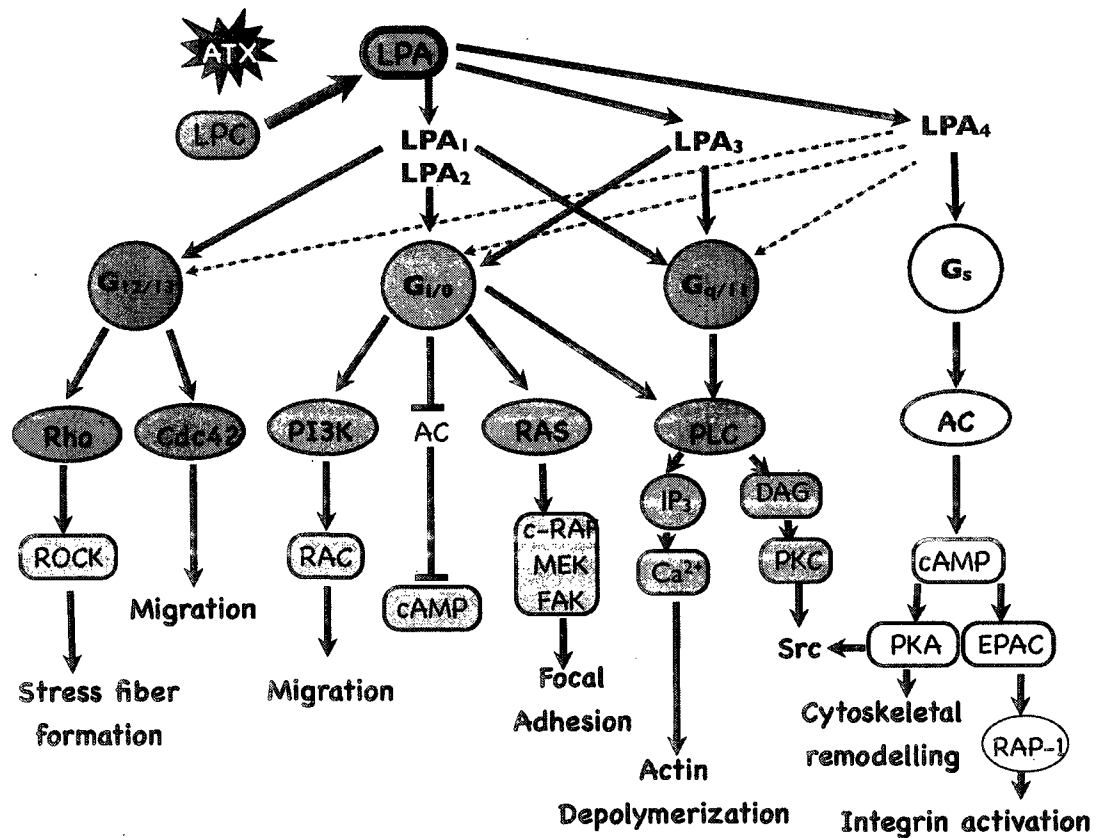 ATX
LPA
LPC
LPA₁
LPA₂
LPA₃
LPA₄
G₁₂/₁₃
Gᵢ/₀
Gq/₁₁
Gₛ
Rho
Cdc42
PI3K
AC
RAS
PLC
AC
IP₃
DAG
ROCK
RAC
cAMP
c-RAF
MEK
FAK
Ca²⁺
PKC
cAMP
Migration
Src
PKA
EPAC
Stress fiber
formation
Migration
Focal
Adhesion
Cytoskeletal
remodelling
RAP-1
Actin
Depolymerization
Integrin activation